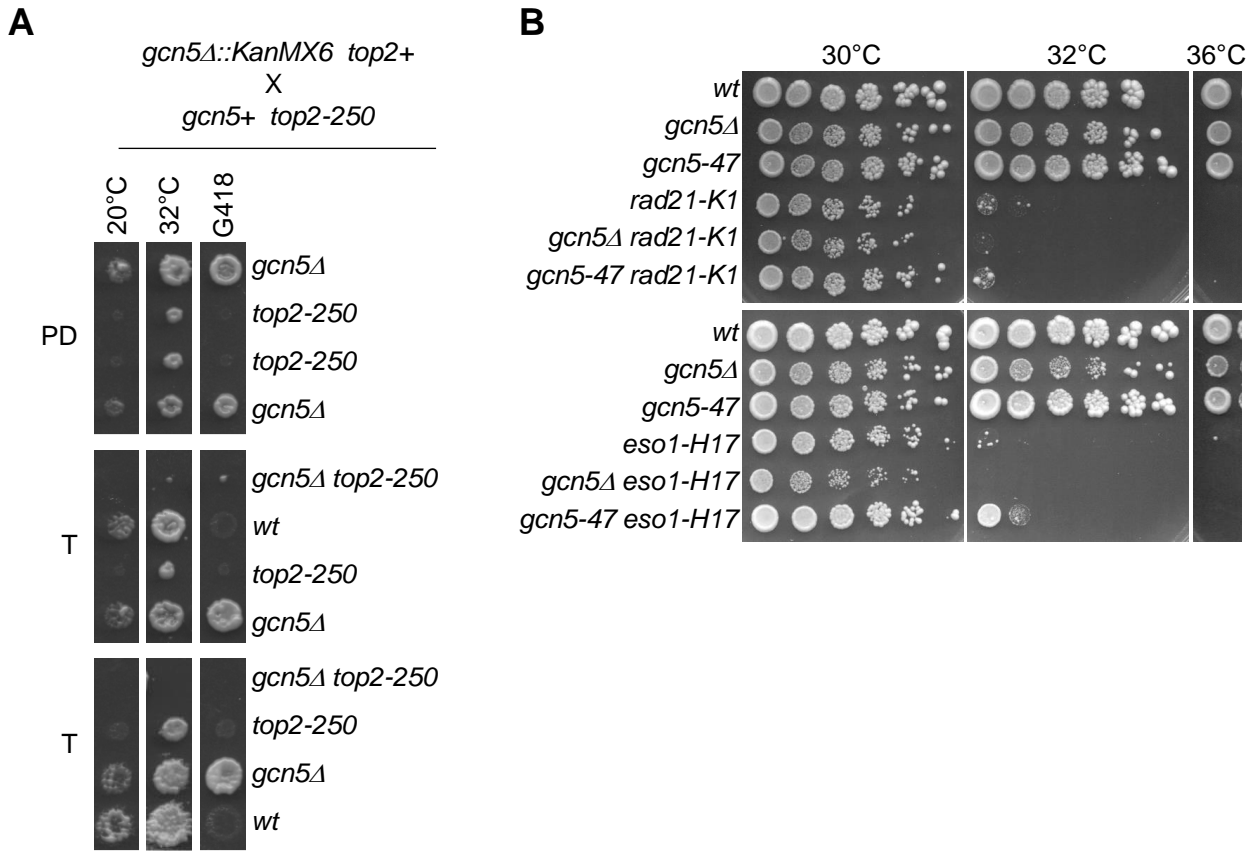 A
gcn5Δ::KanMX6 top2+
X
gcn5+ top2-250
20°C
32°C
G418
PD
gcn5Δ
top2-250
top2-250
gcn5Δ
T
gcn5Δ top2-250
wt
top2-250
gcn5Δ
T
gcn5Δ top2-250
top2-250
gcn5Δ
wt
B
30°C 32°C 36°C
wt
gcn5Δ
gcn5-47
rad21-K1
gcn5Δ rad21-K1
gcn5-47 rad21-K1
wt
gcn5Δ
gcn5-47
eso1-H17
gcn5Δ eso1-H17
gcn5-47 eso1-H17